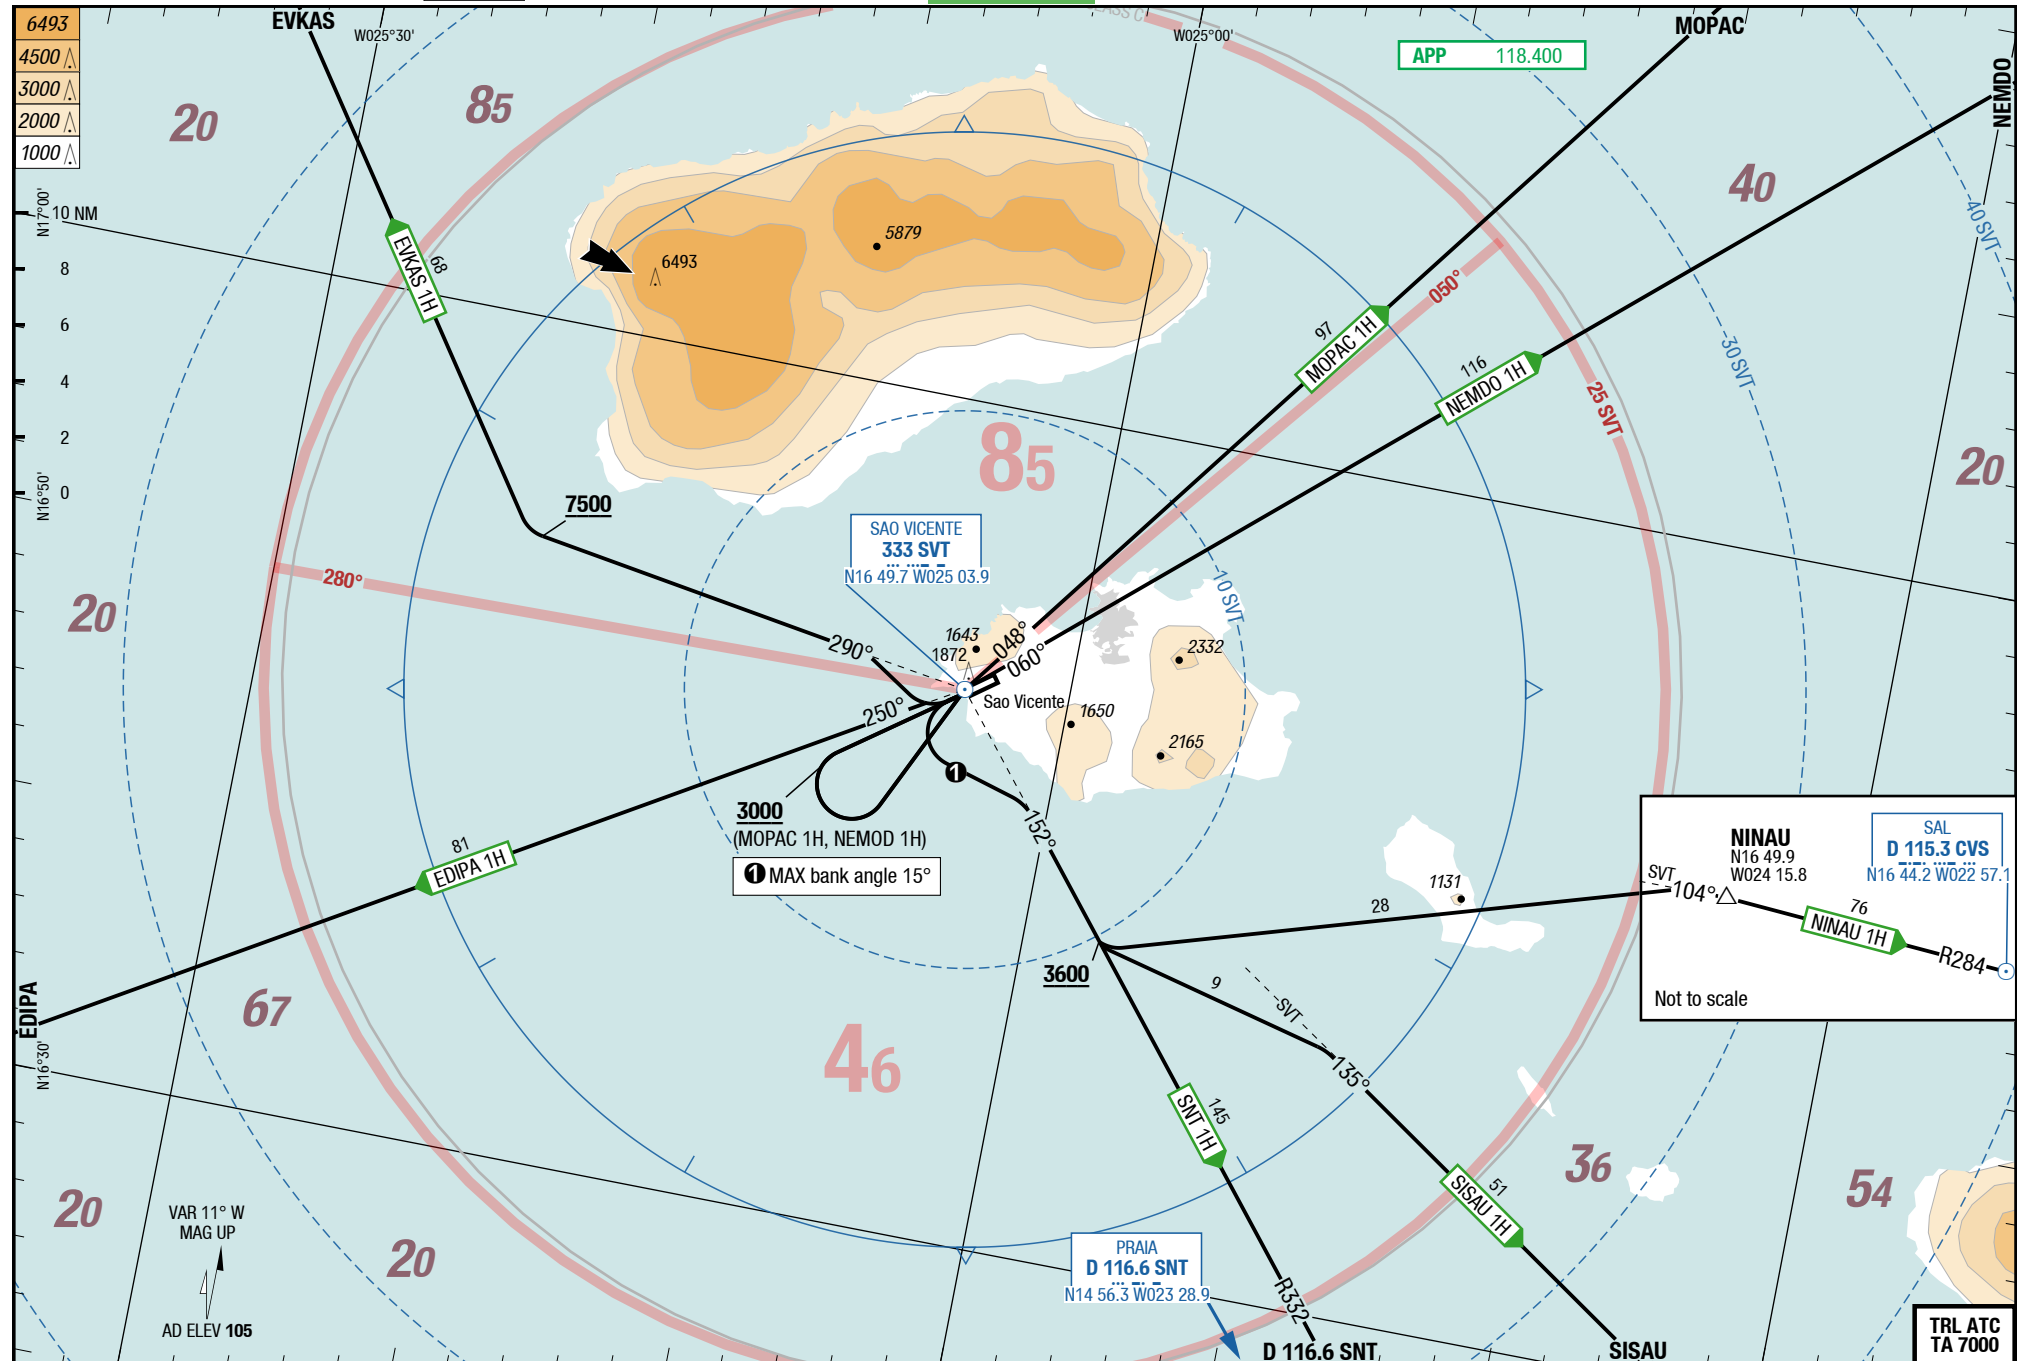 6493
4500
3000
2000
1000
EVKAS
W025°30'
CLASS C
W025°00'
MOPAC
NEMDO
APP 118.400
20
85
40
N17°00'
10 NM
8
6
4
2
0
N16°50'
EVKAS 1H
68
6493
5879
97
MOPAC 1H
050°
116
NEMDO 1H
25 SVT
30 SVT
40 SVT
20
85
7500
SAO VICENTE
333 SVT
N16 49.7 W025 03.9
10 SVT
280°
20
290°
1643
1872
048°
060°
2332
Sao Vicente
250°
1650
2165
1
3000
(MOPAC 1H, NEMOD 1H)
1 MAX bank angle 15°
152°
81
EDIPA 1H
1131
28
3600
9
SVT
135°
NINAU
N16 49.9
W024 15.8
SAL
D 115.3 CVS
N16 44.2 W022 57.1
SVT
104°
76
NINAU 1H
R284
Not to scale
EDIPA
N16°30'
67
46
SNT 1H
145
36
54
SISAU 1H
51
20
20
VAR 11° W
MAG UP
AD ELEV 105
PRAIA
D 116.6 SNT
N14 56.3 W023 28.9
R332
D 116.6 SNT
SISAU
TRL ATC
TA 7000